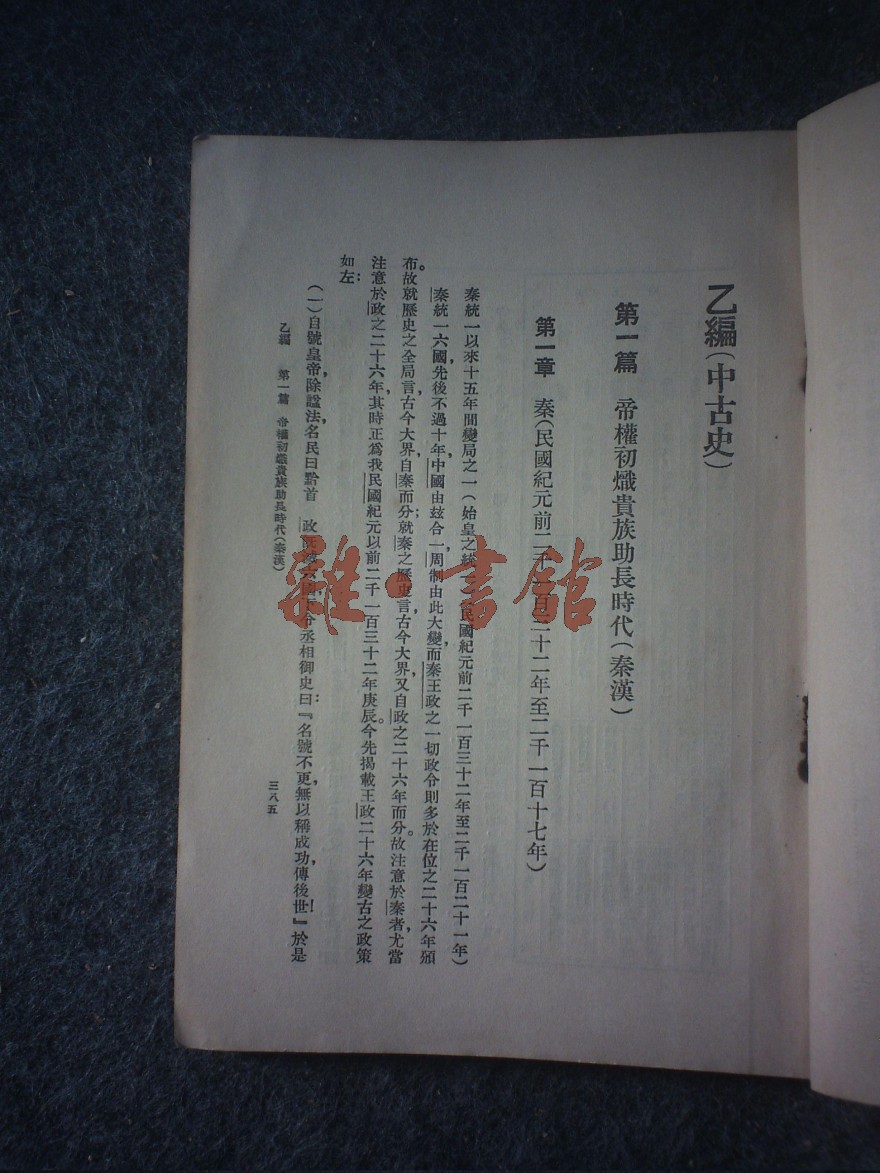 乙編（中古史）
第一篇　帝權初熾貴族助長時代（秦漢）
第一章　秦（民國紀元前二千一百三十二年至二千一百十七年）
秦統一以來十五年間變局之一（始皇之統一 民國紀元前二千一百三十二年至二千一百二十一年）
秦統一六國，先後不過十年，中國由玆合一，周制由此大變，而秦王政之一切政令則多於在位之二十六年頒
布。故就歷史之全局言，古今大界，自秦而分；就秦之歷史言，古今大界，又自政之二十六年而分。故注意於秦者，尤當
注意於政之二十六年，其時正爲我民國紀元以前二千一百三十二年庚辰。今先揭載王政二十六年變古之政策
如左：
（一）自號皇帝，除諡法，名民曰黔首　政既滅六國，令丞相御史曰：『名號不更，無以稱成功，傳後世！』於是
乙編　第一篇　帝權初熾貴族助長時代（秦漢）
三八五
雜·書館